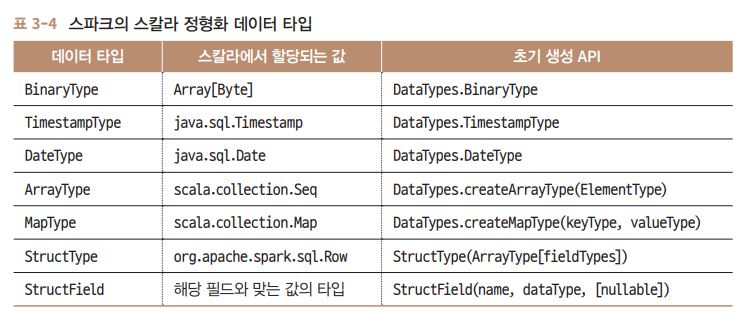 표 3-4 스파크의 스칼라 정형화 데이터 타입
데이터 타입 스칼라에서 할당되는 값 초기 생성 API
BinaryType Array[Byte] DataTypes.BinaryType
TimestampType java.sql.Timestamp DataTypes.TimestampType
DateType java.sql.Date DataTypes.DateType
ArrayType scala.collection.Seq DataTypes.createArrayType(ElementType)
MapType scala.collection.Map DataTypes.createMapType(keyType, valueType)
StructType org.apache.spark.sql.Row StructType(ArrayType[fieldTypes])
StructField 해당 필드와 맞는 값의 타입 StructField(name, dataType, [nullable])